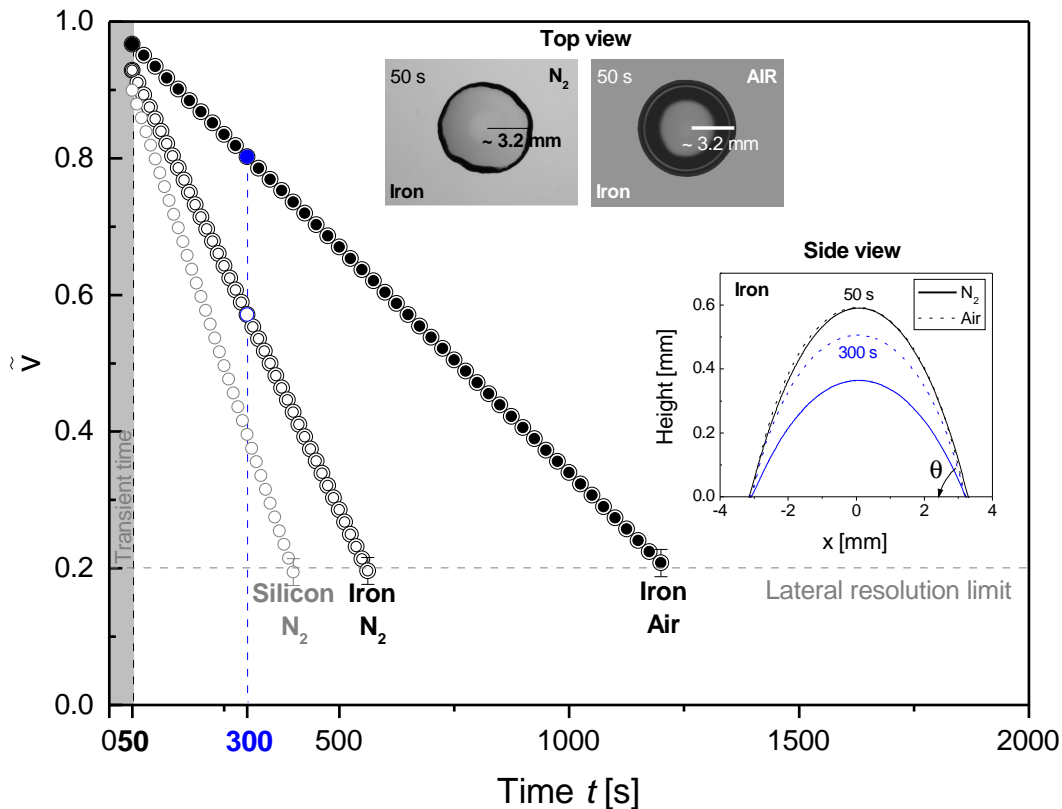 1.0
0.8
0.6
0.4
0.2
0.0
ṽ
Transient time
Top view
50 s
N₂
~ 3.2 mm
Iron
50 s
AIR
~ 3.2 mm
Iron
Side view
Iron
50 s
300 s
N₂
Air
θ
0.6
0.4
0.2
0.0
Height [mm]
-4 -2 0 2 4
x [mm]
Silicon
N₂
Iron
N₂
Iron
Air
Lateral resolution limit
0 50 300 500 1000 1500 2000
Time t [s]